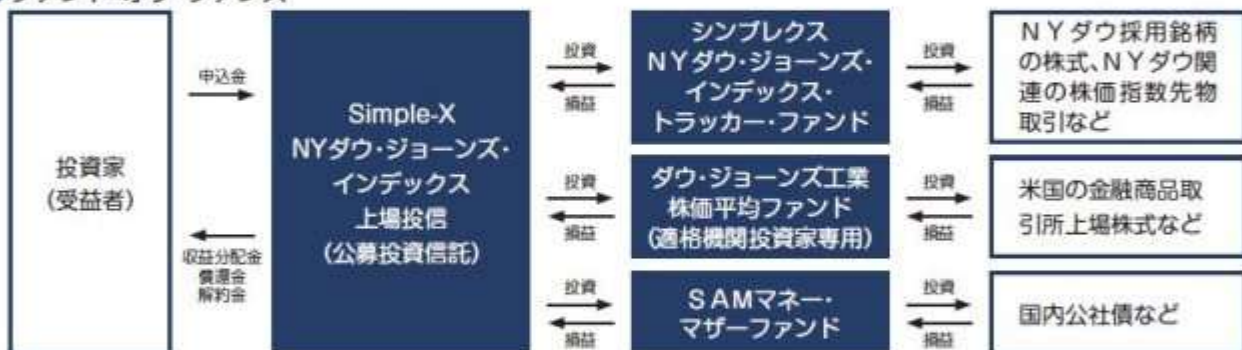 投資家
(受益者)
申込金
収益分配金
償還金
解約金
Simple-X
NYダウ・ジョーンズ・
インデックス
上場投信
(公募投資信託)
投資
損益
シンプレクス
NYダウ・ジョーンズ・
インデックス・
トラッカー・ファンド
投資
損益
NYダウ採用銘柄
の株式、NYダウ関
連の株価指数先物
取引など
投資
損益
ダウ・ジョーンズ工業
株価平均ファンド
(適格機関投資家専用)
投資
損益
米国の金融商品取
引所上場株式など
投資
損益
SAMマネー・
マザーファンド
投資
損益
国内公社債など